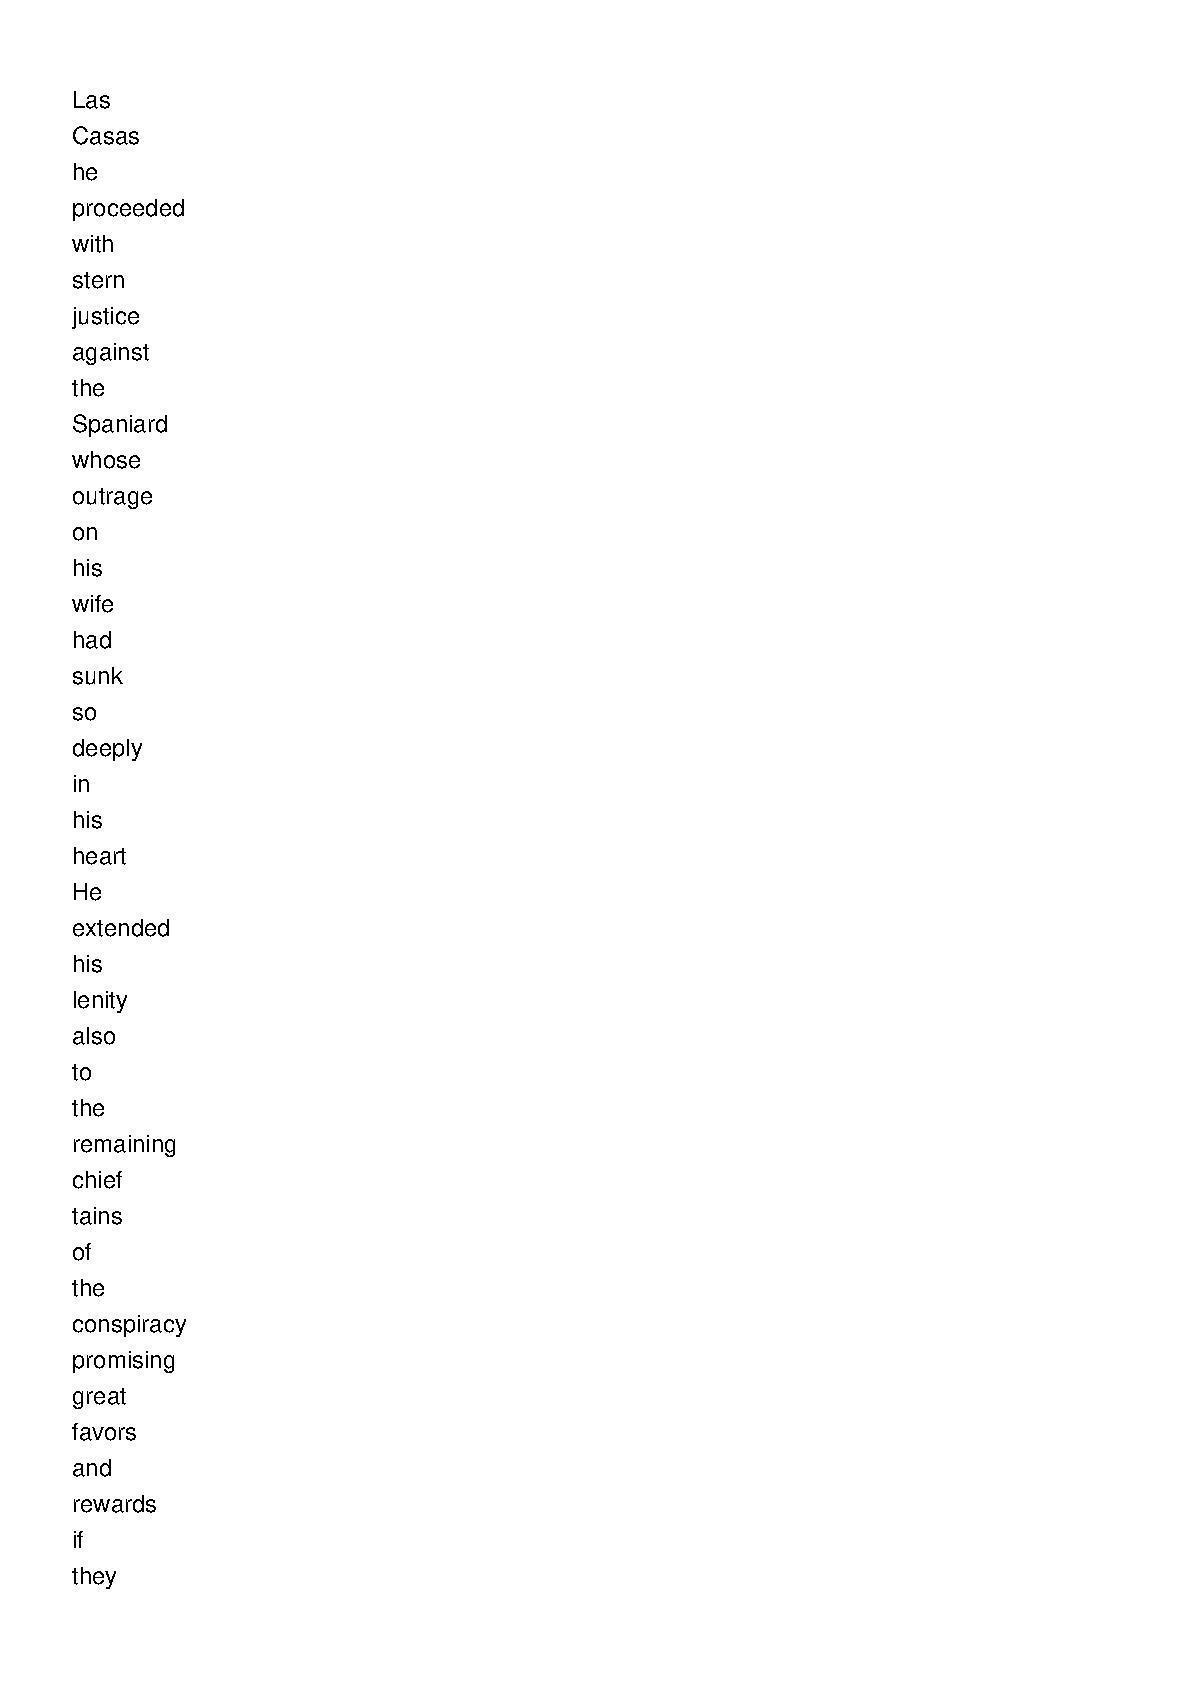 Las
Casas
he
proceeded
with
stern
justice
against
the
Spaniard
whose
outrage
on
his
wife
had
sunk
so
deeply
in
his
heart
He
extended
his
lenity
also
to
the
remaining
chief
tains
of
the
conspiracy
promising
great
favors
and
rewards
if
they